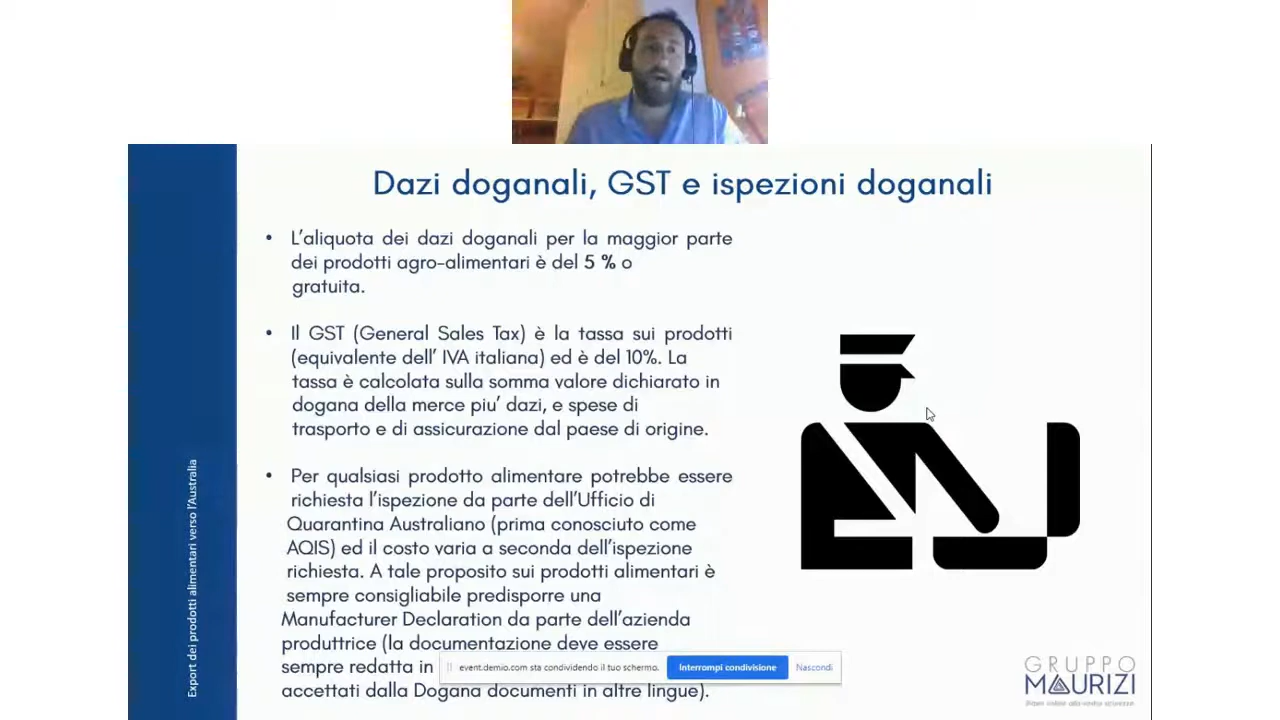 Dazi doganali, GST e ispezioni doganali
• L'aliquota dei dazi doganali per la maggior parte
dei prodotti agro-alimentari è del 5 % o
gratuita.
• Il GST (General Sales Tax) è la tassa sui prodotti
(equivalente dell' IVA italiana) ed è del 10%. La
tassa è calcolata sulla somma valore dichiarato in
dogana della merce piu' dazi, e spese di
trasporto e di assicurazione dal paese di origine.
• Per qualsiasi prodotto alimentare potrebbe essere
richiesta l'ispezione da parte dell'Ufficio di
Quarantina Australiano (prima conosciuto come
AQIS) ed il costo varia a seconda dell'ispezione
richiesta. A tale proposito sui prodotti alimentari è
sempre consigliabile predisporre una
Manufacturer Declaration da parte dell'azienda
produttrice (la documentazione deve essere
sempre redatta in
accettati dalla Dogana documenti in altre lingue).
event.demio.com sta condividendo il tuo schermo.
Interrompi condivisione
Nascondi
Export dei prodotti alimentari verso l'Australia
GRUPPO
MAURIZI